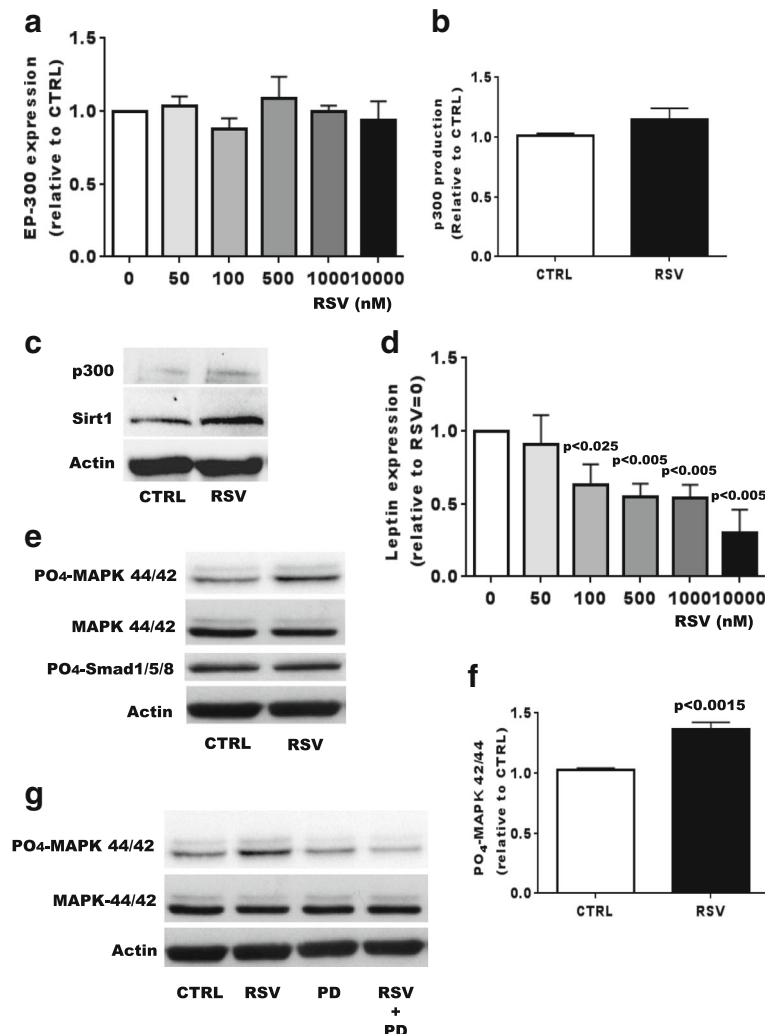 a
EP-300 expression
(relative to CTRL)
1.5
1.0
0.5
0.0
0 50 100 500 1000 10000
RSV (nM)
b
p300 production
(Relative to CTRL)
1.5
1.0
0.5
0.0
CTRL RSV
c
p300
Sirt1
Actin
CTRL RSV
d
Leptin expression
(relative to RSV=0)
1.5
1.0
0.5
0.0
p<0.025
p<0.005
p<0.005
p<0.005
0 50 100 500 1000 10000
RSV (nM)
e
PO4-MAPK 44/42
MAPK 44/42
PO4-Smad1/5/8
Actin
CTRL RSV
f
PO4-MAPK 42/44
(relative to CTRL)
1.5
1.0
0.5
0.0
p<0.0015
CTRL RSV
g
PO4-MAPK 44/42
MAPK-44/42
Actin
CTRL RSV PD RSV
+
PD